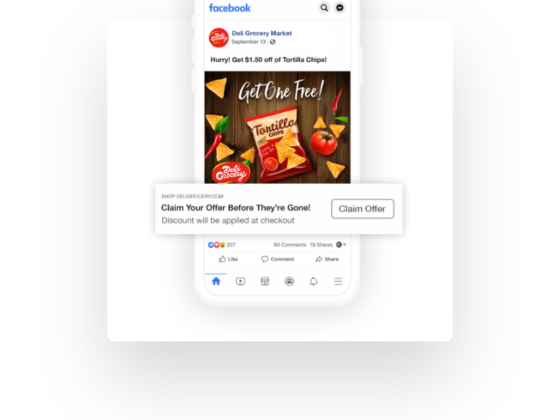 facebook
Deli Grocery Market
September 13 ·
Hurry! Get $1.50 off of Tortilla Chips!
Get One Free!
Tortilla
CHIPS
Deli
Grocery
SHOP.DELIGROCERY.COM
Claim Your Offer Before They're Gone!
Discount will be applied at checkout
Claim Offer
207
60 Comments 18 Shares
Like Comment Share